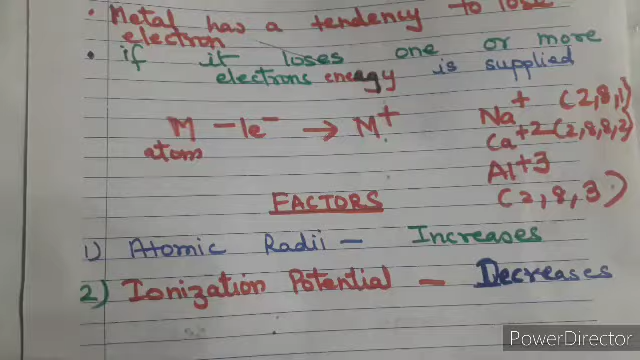 • Metal has a tendency to lose
electron
• if it loses one or more
electrons energy is supplied
M - 1e⁻ → M⁺
atom
Na⁺ (2,8,1)
Ca⁺² (2,8,8,2)
Al⁺³
(2,8,3)
FACTORS
1) Atomic Radii - Increases
2) Ionization Potential - Decreases
PowerDirector